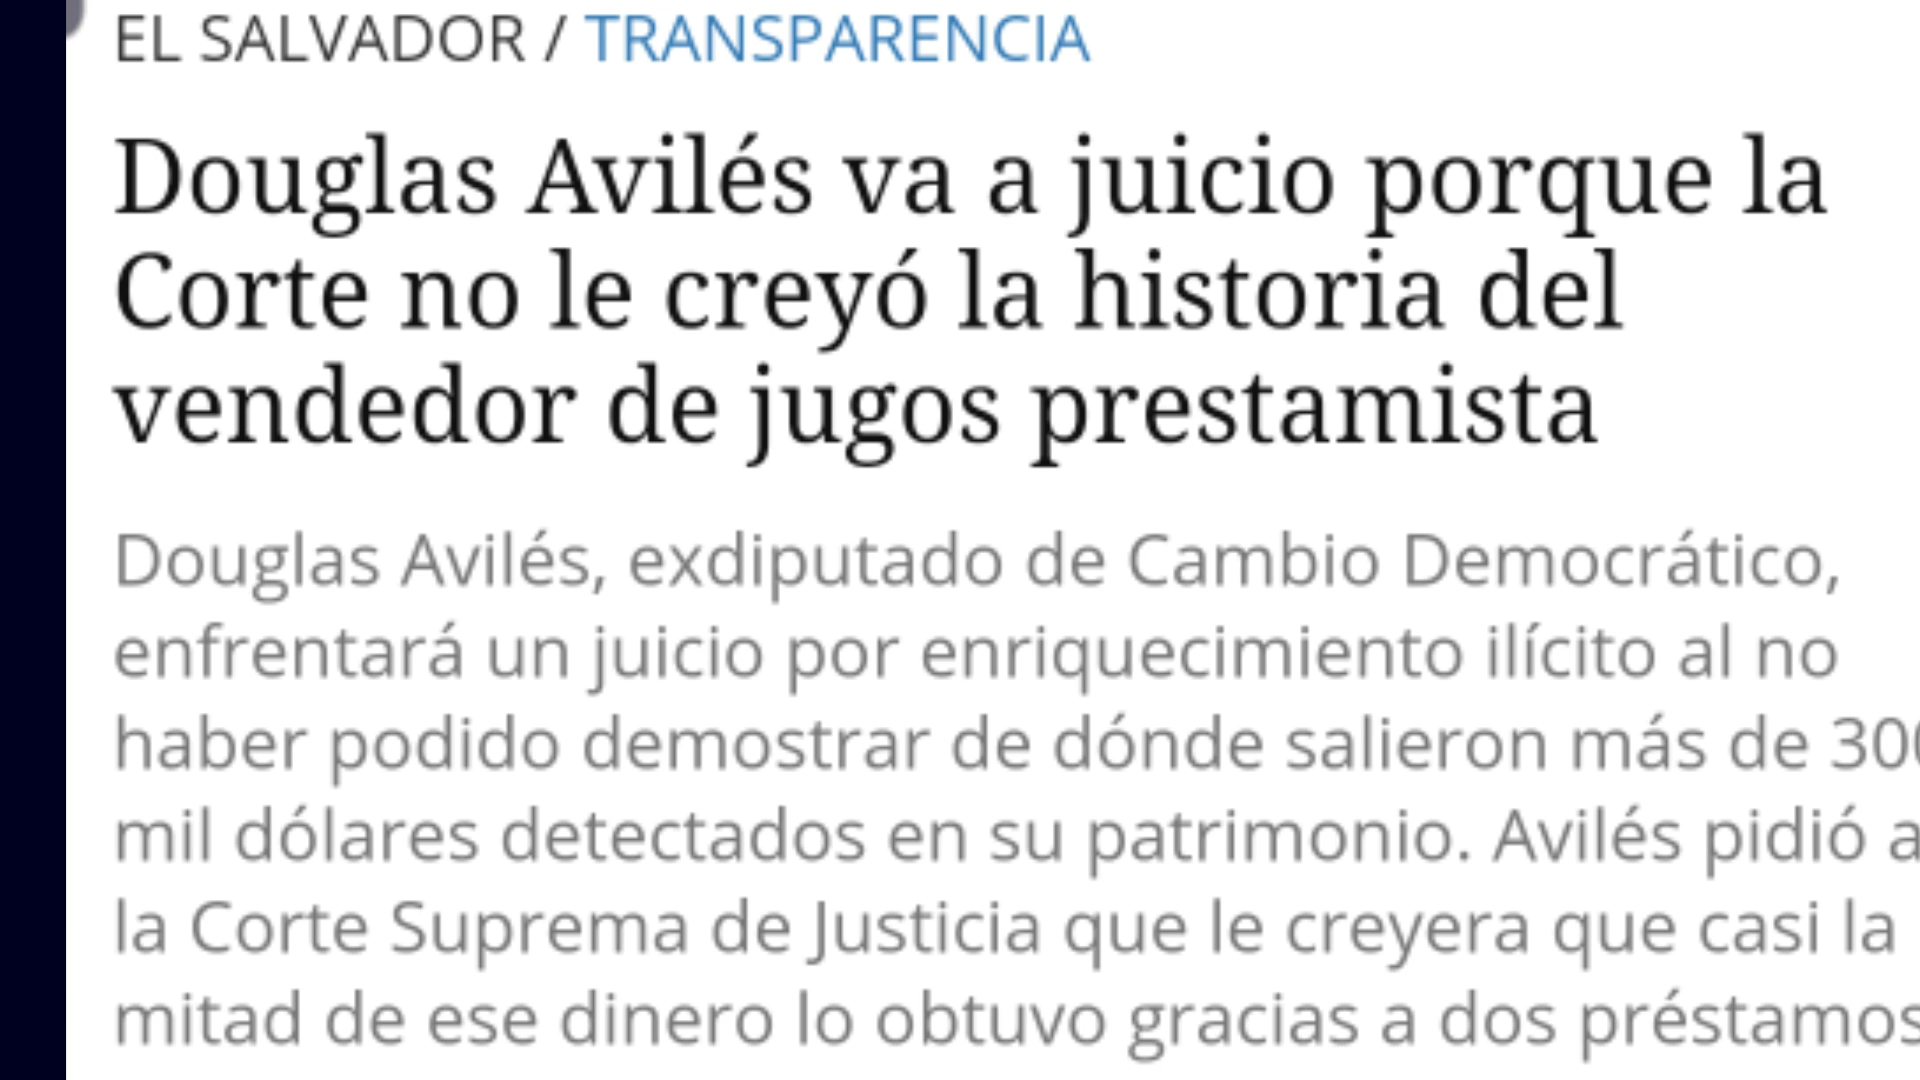 EL SALVADOR / TRANSPARENCIA
Douglas Avilés va a juicio porque la
Corte no le creyó la historia del
vendedor de jugos prestamista
Douglas Avilés, exdiputado de Cambio Democrático,
enfrentará un juicio por enriquecimiento ilícito al no
haber podido demostrar de dónde salieron más de 300
mil dólares detectados en su patrimonio. Avilés pidió a
la Corte Suprema de Justicia que le creyera que casi la
mitad de ese dinero lo obtuvo gracias a dos préstamos